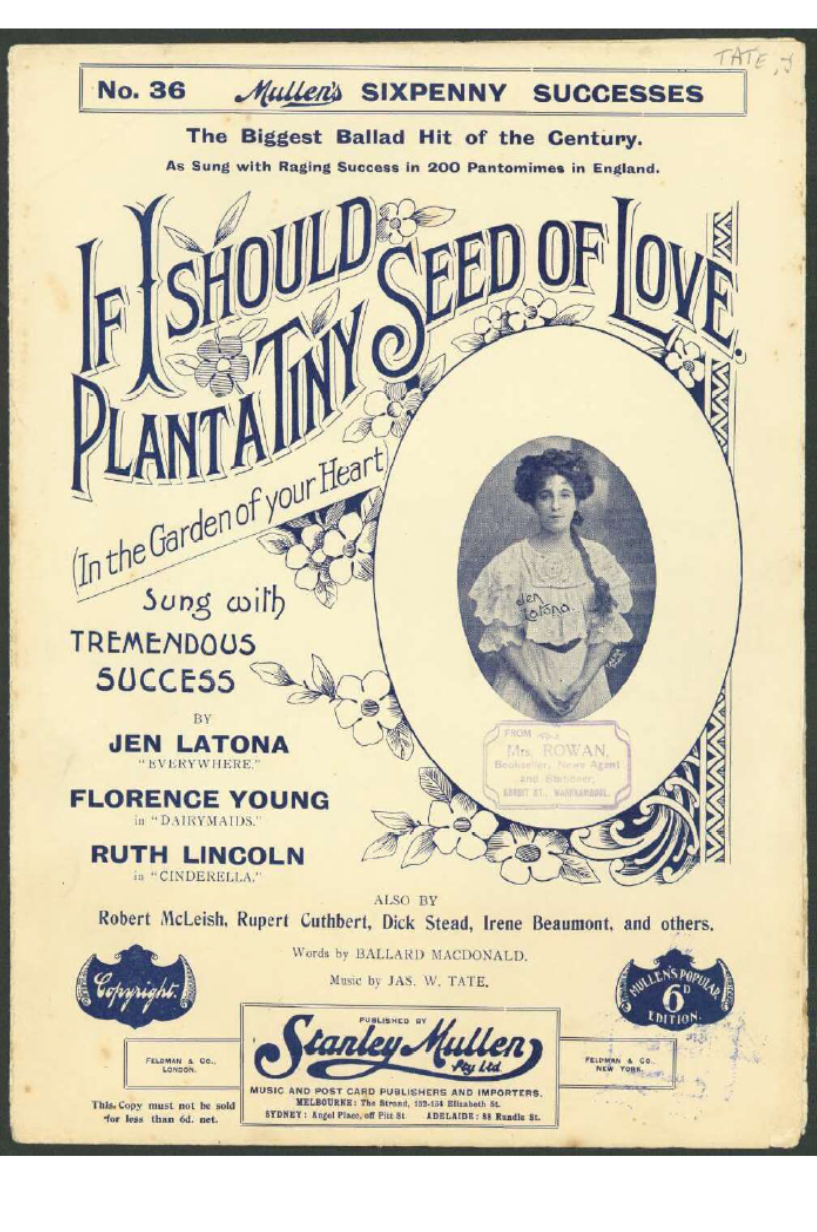 TATE, J
No. 36 Mullen's SIXPENNY SUCCESSES
The Biggest Ballad Hit of the Century.
As Sung with Raging Success in 200 Pantomimes in England.
IF I SHOULD
PLANT A TINY SEED OF LOVE.
(In the Garden of your Heart)
Sung with
TREMENDOUS
SUCCESS
BY
JEN LATONA
"EVERYWHERE."
FLORENCE YOUNG
in "DAIRYMAIDS."
RUTH LINCOLN
in "CINDERELLA."
Jen
Latona.
FROM
Mrs. ROWAN,
Bookseller, News Agent
and Stationer,
WARRNAMBOOL.
ALSO BY
Robert McLeish, Rupert Cuthbert, Dick Stead, Irene Beaumont, and others.
Words by BALLARD MACDONALD.
Music by JAS. W. TATE.
Copyright.
MULLEN'S POPULAR
6D
EDITION.
PUBLISHED BY
Stanley Mullen
Pty Ltd
FELDMAN & CO.,
LONDON.
FELDMAN & CO.,
NEW YORK.
MUSIC AND POST CARD PUBLISHERS AND IMPORTERS.
MELBOURNE: The Strand, 152-154 Elizabeth St.
SYDNEY: Angel Place, off Pitt St ADELAIDE: 88 Rundle St.
This Copy must not be sold
for less than 6d. net.